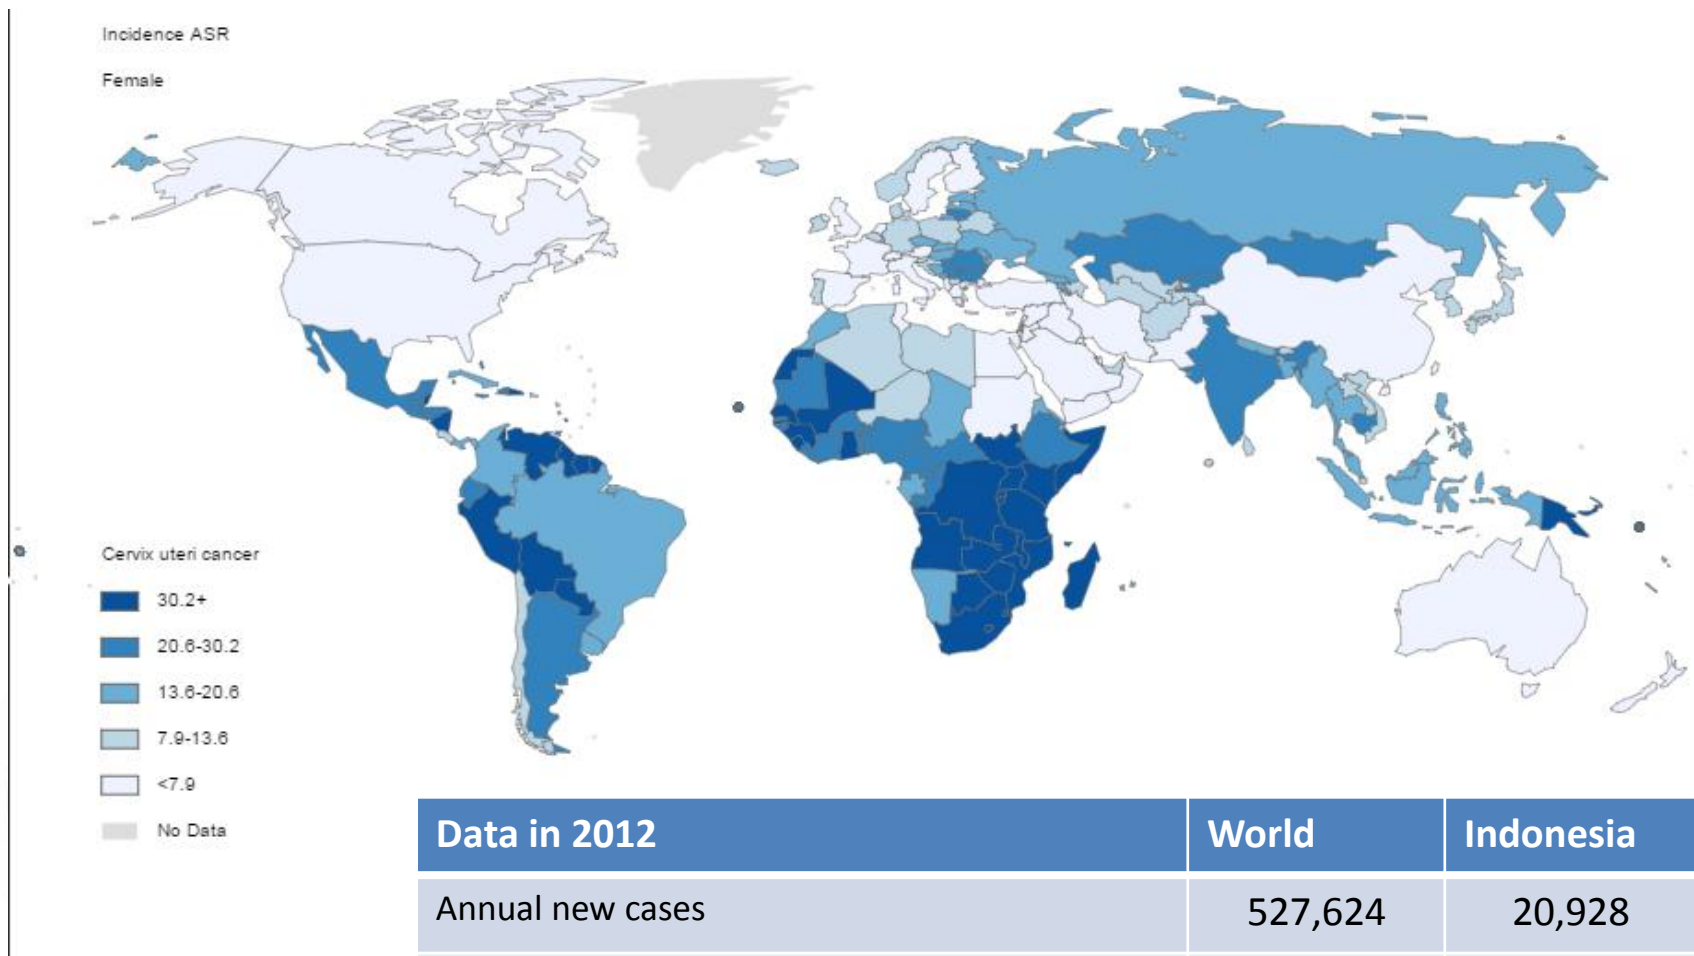 Incidence ASR
Female
Cervix uteri cancer
30.2+
20.6-30.2
13.6-20.6
7.9-13.6
<7.9
No Data
Data in 2012 World Indonesia
Annual new cases 527,624 20,928